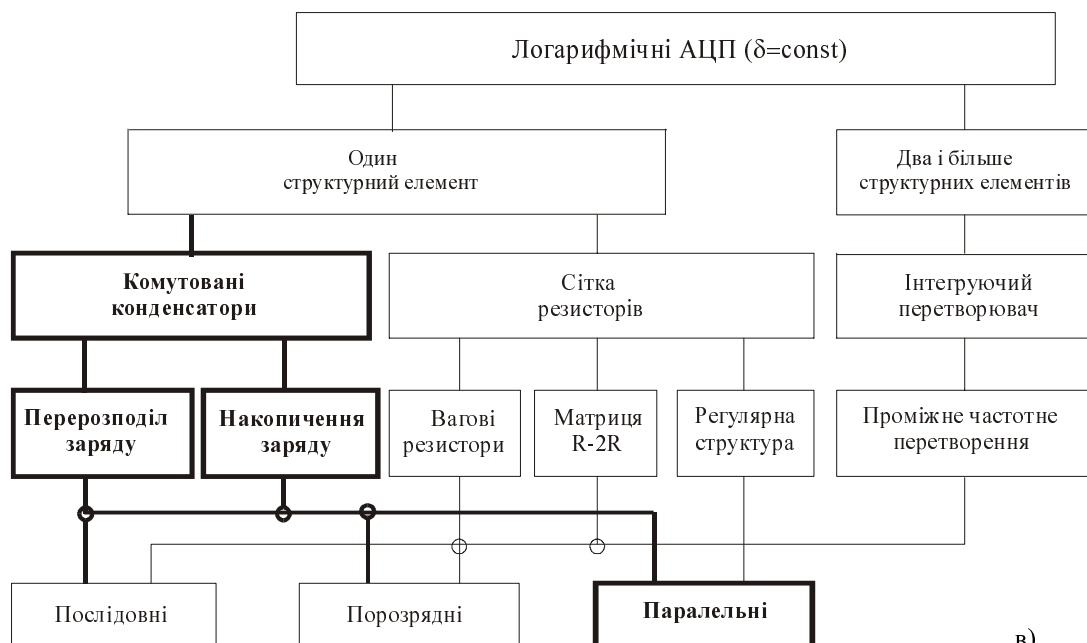 Логарифмічні АЦП (δ=const)
Один
структурний елемент
Два і більше
структурних елементів
Комутовані
конденсатори
Сітка
резисторів
Інтегруючий
перетворювач
Перерозподіл
заряду
Накопичення
заряду
Вагові
резистори
Матриця
R-2R
Регулярна
структура
Проміжне частотне
перетворення
Послідовні
Порозрядні
Паралельні
в)